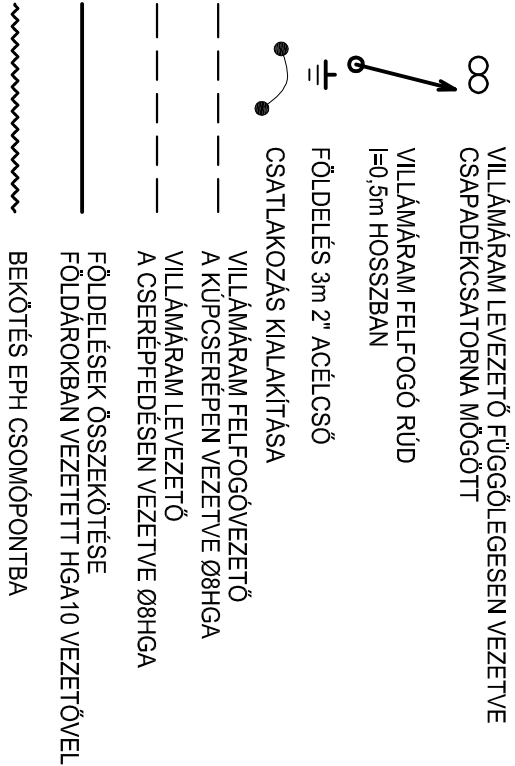 VILLÁMÁRAM LEVEZETŐ FÜGGŐLEGESEN VEZETVE
CSAPADÉKCSATORNA MÖGÖTT
VILLÁMÁRAM FELFOGÓ RÚD
l=0,5m HOSSZBAN
FÖLDELÉS 3m 2" ACÉLCSŐ
CSATLAKOZÁS KIALAKÍTÁSA
VILLÁMÁRAM FELFOGÓVEZETŐ
A KÚPCSERÉPEN VEZETVE Ø8HGA
VILLÁMÁRAM LEVEZETŐ
A CSERÉPFEDÉSEN VEZETVE Ø8HGA
FÖLDELÉSEK ÖSSZEKÖTÉSE
FÖLDÁROKBAN VEZETETT HGA10 VEZETŐVEL
BEKÖTÉS EPH CSOMÓPONTBA